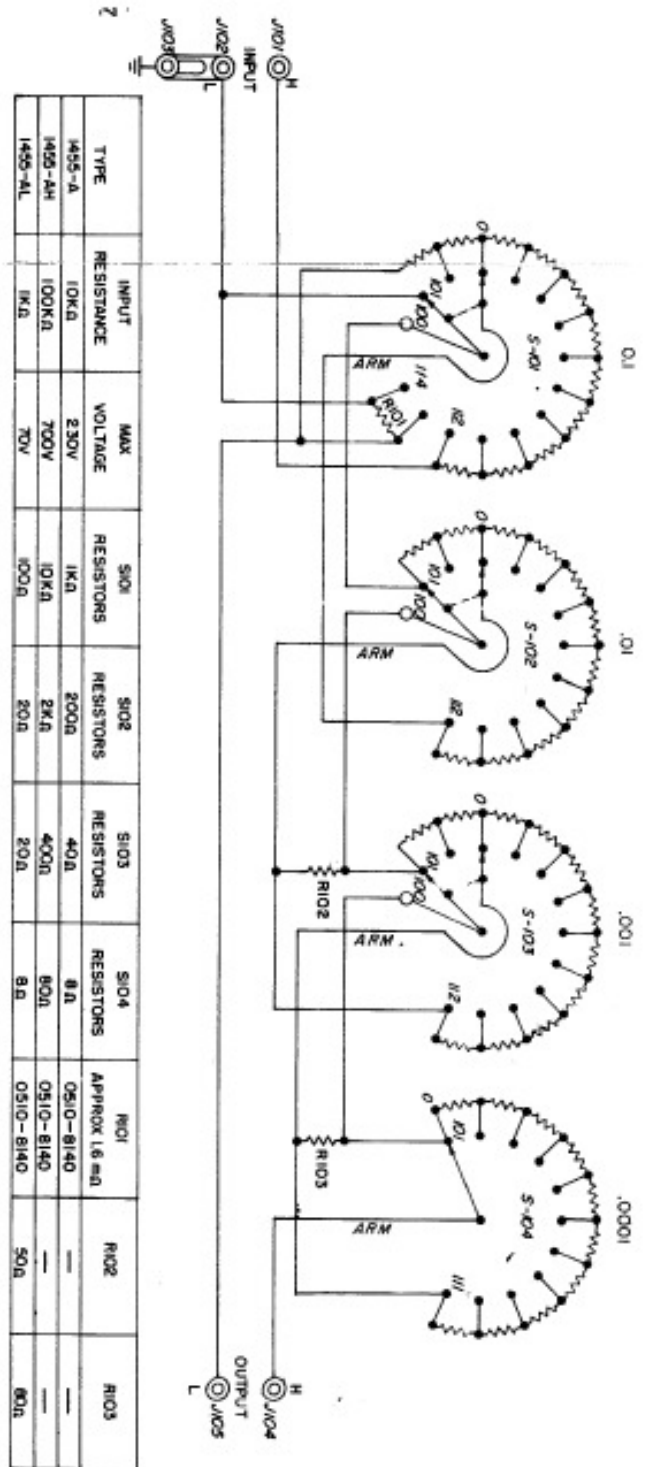 0.1
.01
.001
.0001
0
S-101
101
100
ARM
114
R101
112
0
S-102
101
100
ARM
112
0
S-103
101
100
ARM
112
0
S-104
101
ARM
111
R102
R103
J101
H
INPUT
J102
L
J103
OUTPUT
H
J104
L
J105
TYPE INPUT RESISTANCE MAX VOLTAGE S101 RESISTORS S102 RESISTORS S103 RESISTORS S104 RESISTORS R101 APPROX 1.6 mΩ R102 R103
1455-A 10KΩ 230V 1KΩ 200Ω 40Ω 8Ω 0510-8140 — —
1455-AH 100KΩ 700V 10KΩ 2KΩ 400Ω 80Ω 0510-8140 — —
1455-AL 1KΩ 70V 100Ω 20Ω 20Ω 8Ω 0510-8140 50Ω 80Ω